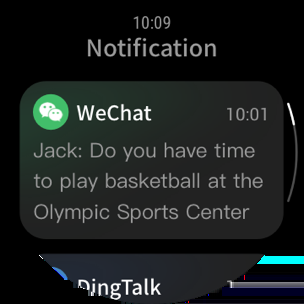 10:09
Notification
WeChat 10:01
Jack: Do you have time
to play basketball at the
Olympic Sports Center
DingTalk